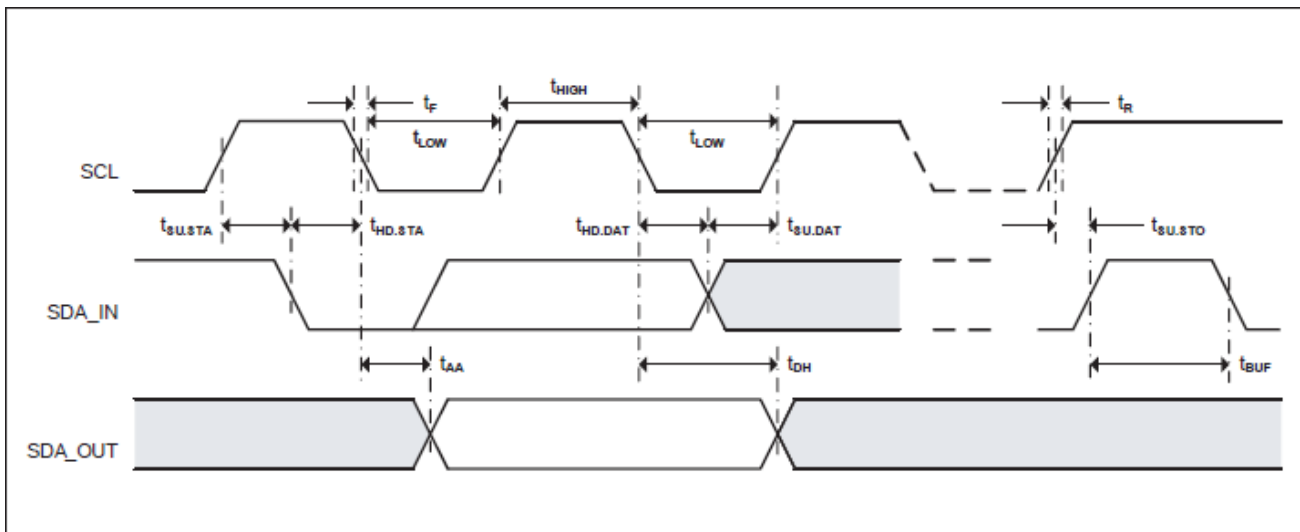 tHIGH
tF
tR
tLOW
tLOW
SCL
tSU.STA
tHD.STA
tHD.DAT
tSU.DAT
tSU.STO
SDA_IN
tAA
tDH
tBUF
SDA_OUT